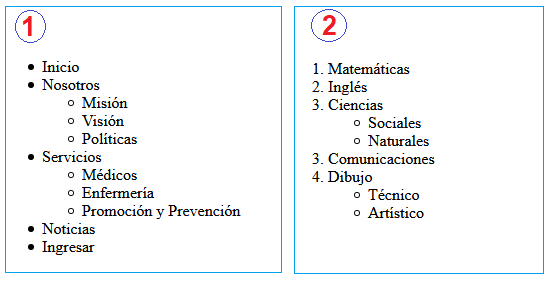 1
• Inicio
• Nosotros
○ Misión
○ Visión
○ Políticas
• Servicios
○ Médicos
○ Enfermería
○ Promoción y Prevención
• Noticias
• Ingresar
2
1. Matemáticas
2. Inglés
3. Ciencias
○ Sociales
○ Naturales
3. Comunicaciones
4. Dibujo
○ Técnico
○ Artístico